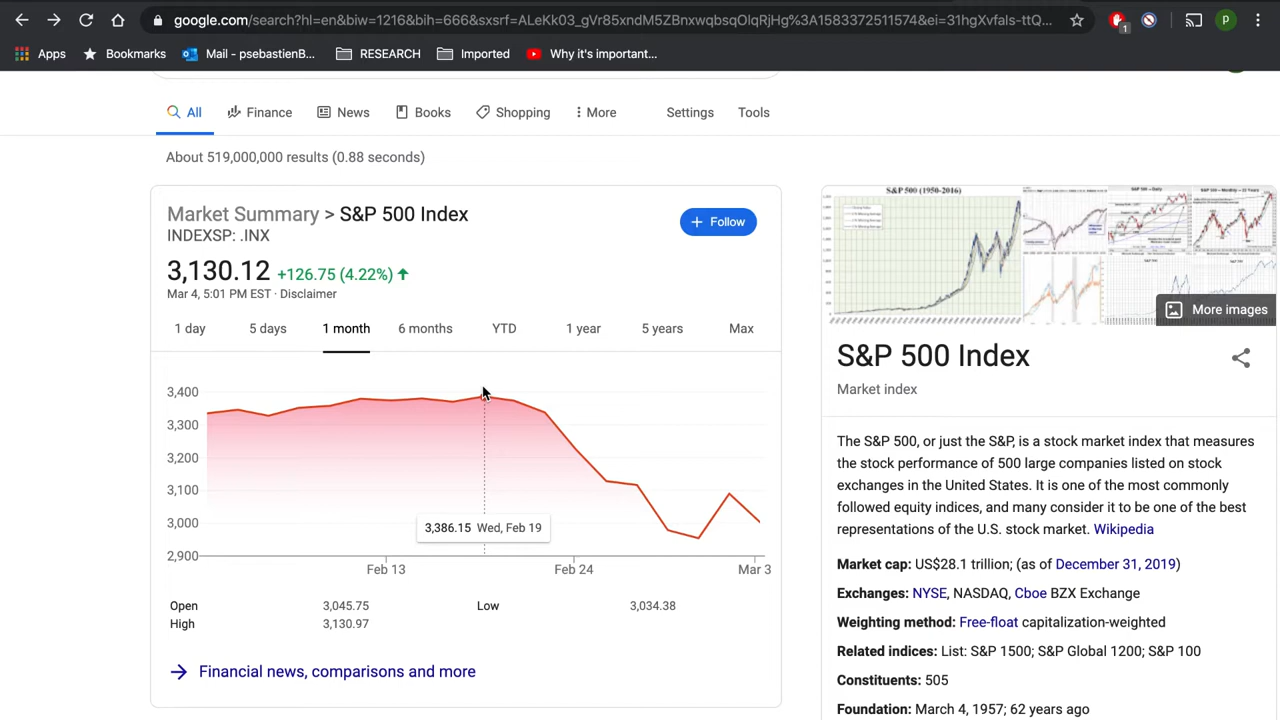 google.com/search?hl=en&biw=1216&bih=666&sxsrf=ALeKk03_gVr85xndM5ZBnxwqbsqOlqRjHg%3A1583372511574&ei=31hgXvfals-ttQ...
1
P
Apps
Bookmarks
Mail - psebastienB...
RESEARCH
Imported
Why it's important...
All
Finance
News
Books
Shopping
More
Settings
Tools
About 519,000,000 results (0.88 seconds)
Market Summary > S&P 500 Index
INDEXSP: .INX
Follow
3,130.12 +126.75 (4.22%)
Mar 4, 5:01 PM EST · Disclaimer
1 day
5 days
1 month
6 months
YTD
1 year
5 years
Max
3,400
3,300
3,200
3,100
3,000
2,900
3,386.15 Wed, Feb 19
Feb 13
Feb 24
Mar 3
Open 3,045.75
Low 3,034.38
High 3,130.97
Financial news, comparisons and more
S&P 500 (1950-2016)
More images
S&P 500 Index
Market index
The S&P 500, or just the S&P, is a stock market index that measures
the stock performance of 500 large companies listed on stock
exchanges in the United States. It is one of the most commonly
followed equity indices, and many consider it to be one of the best
representations of the U.S. stock market. Wikipedia
Market cap: US$28.1 trillion; (as of December 31, 2019)
Exchanges: NYSE, NASDAQ, Cboe BZX Exchange
Weighting method: Free-float capitalization-weighted
Related indices: List: S&P 1500; S&P Global 1200; S&P 100
Constituents: 505
Foundation: March 4, 1957; 62 years ago